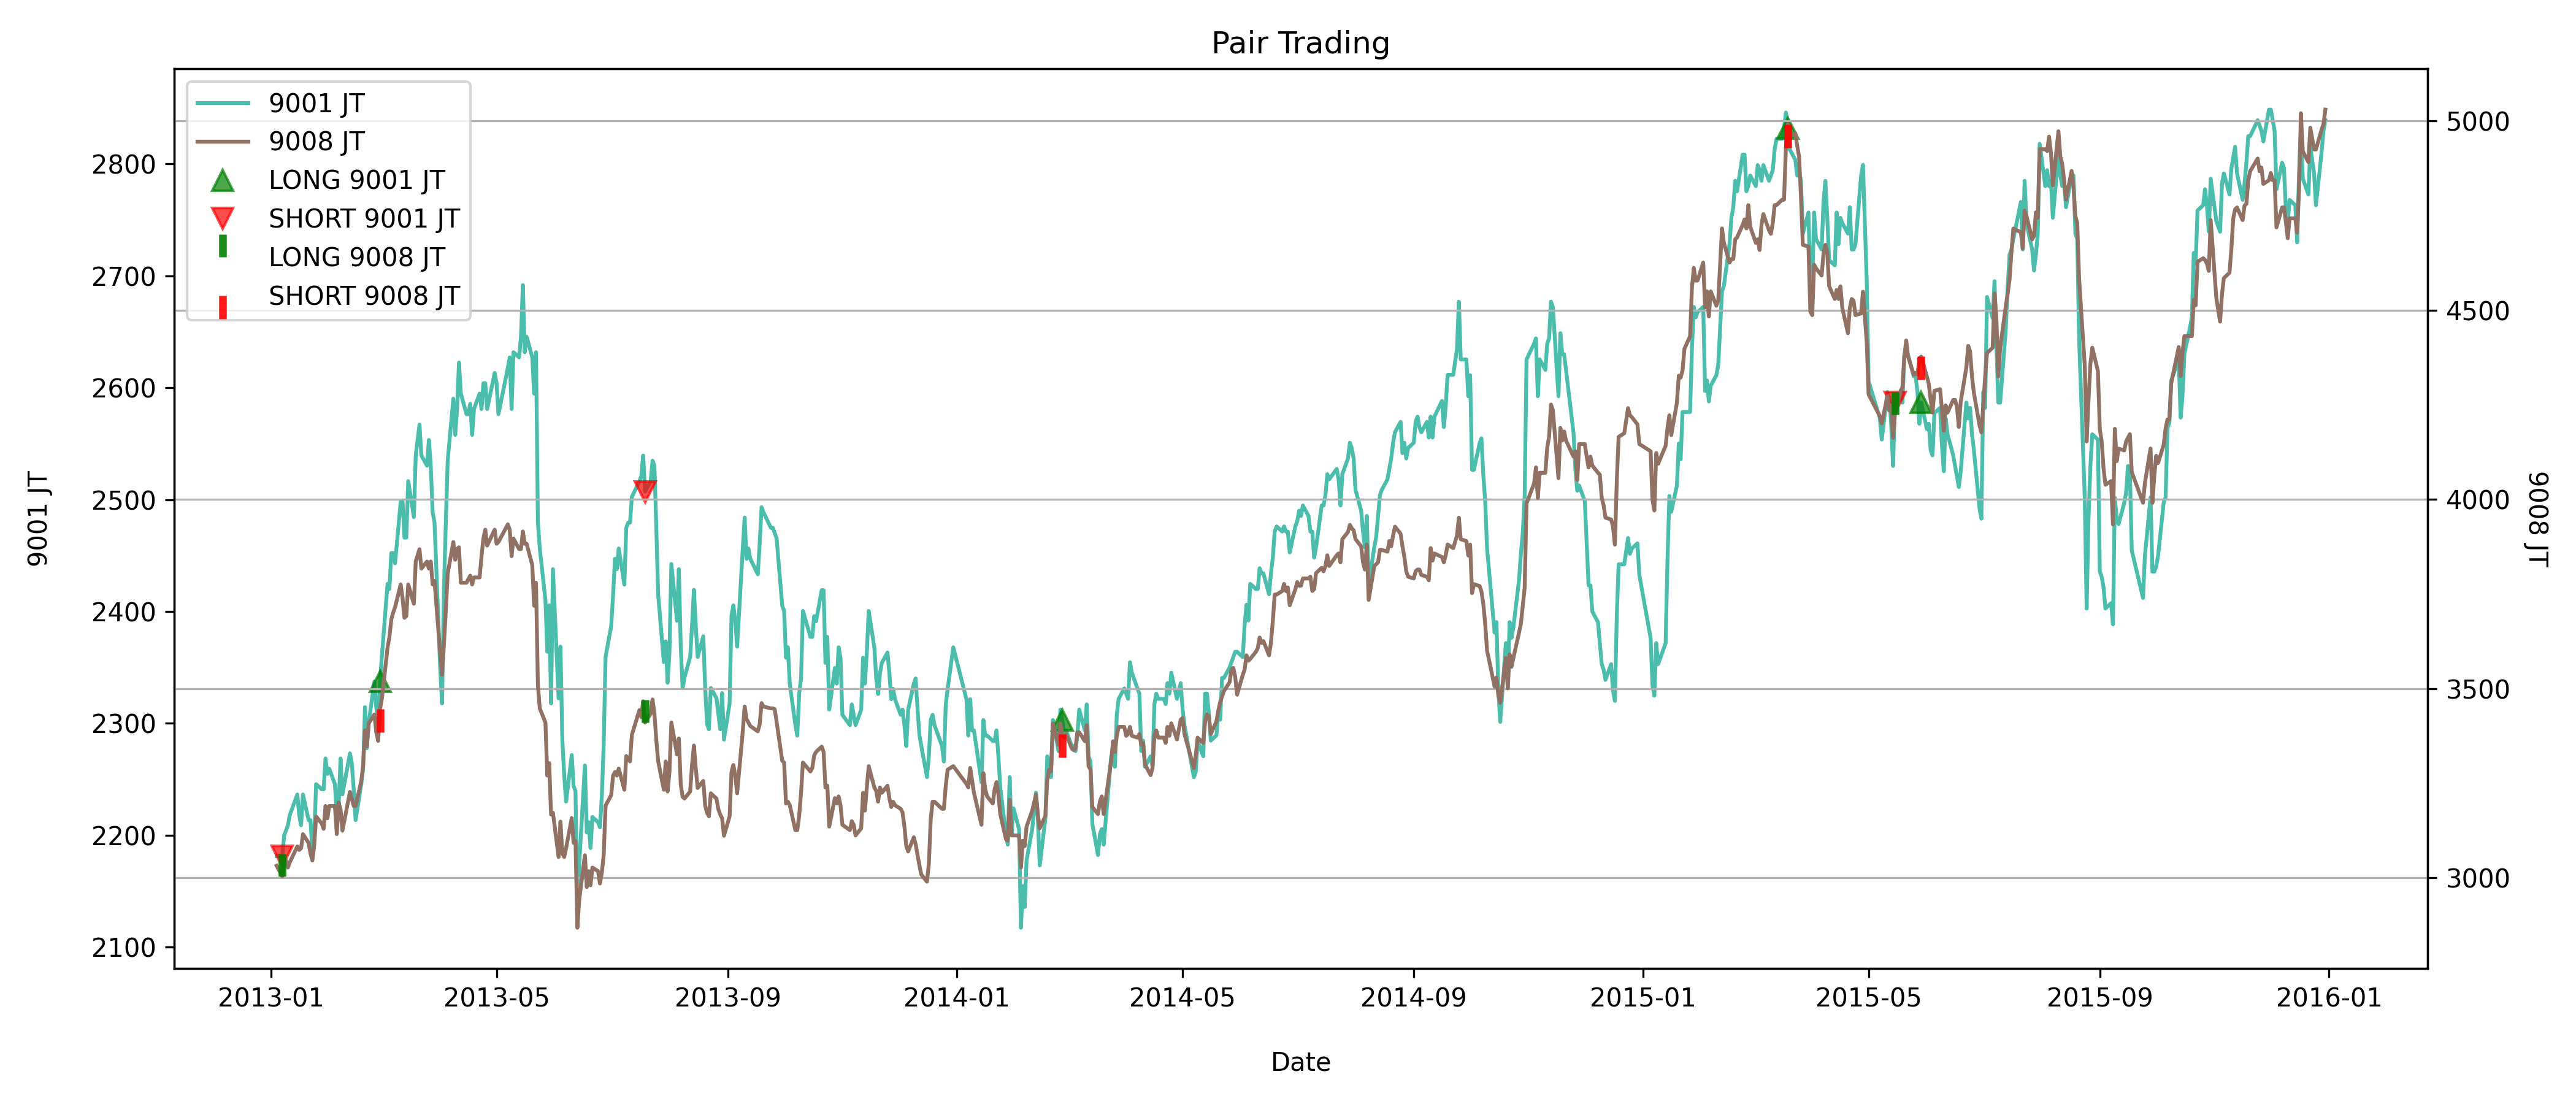 Pair Trading
9001 JT
9008 JT
LONG 9001 JT
SHORT 9001 JT
LONG 9008 JT
SHORT 9008 JT
2800
2700
2600
2500
2400
2300
2200
2100
9001 JT
5000
4500
4000
3500
3000
9008 JT
2013-01
2013-05
2013-09
2014-01
2014-05
2014-09
2015-01
2015-05
2015-09
2016-01
Date